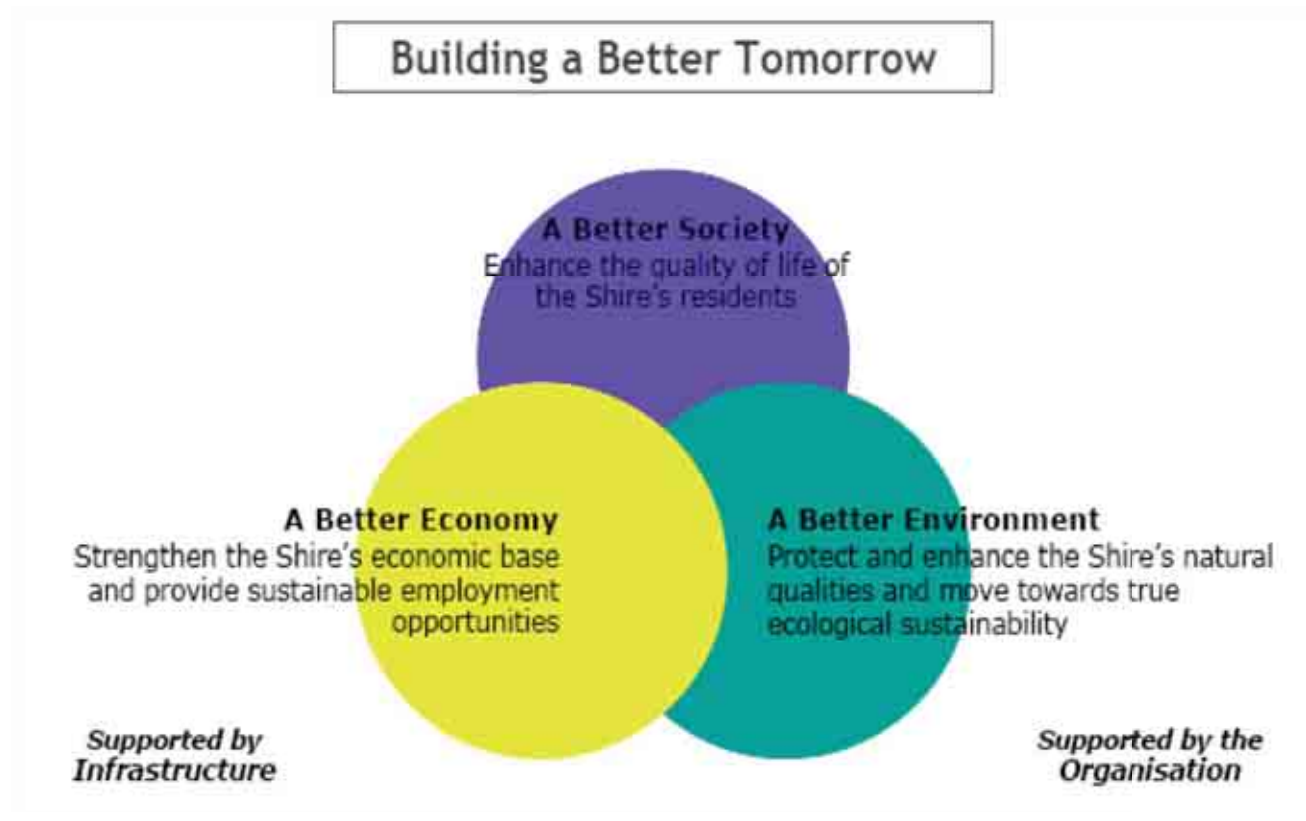 Building a Better Tomorrow
A Better Society
Enhance the quality of life of
the Shire's residents
A Better Economy
Strengthen the Shire's economic base
and provide sustainable employment
opportunities
A Better Environment
Protect and enhance the Shire's natural
qualities and move towards true
ecological sustainability
Supported by
Infrastructure
Supported by the
Organisation